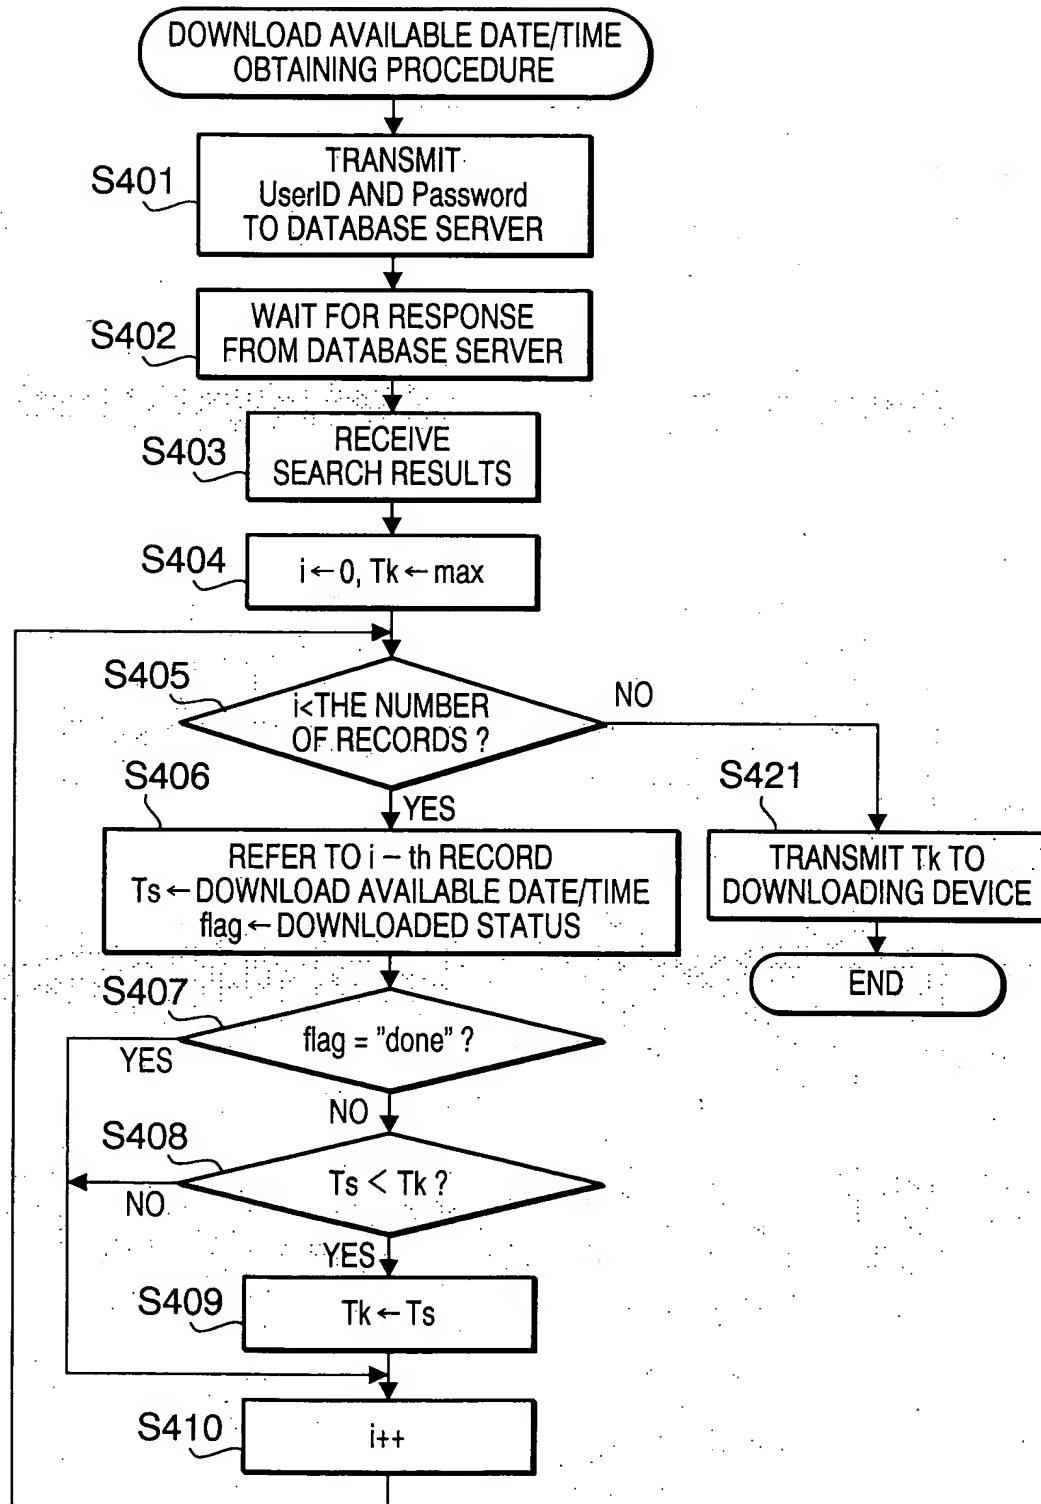 DOWNLOAD AVAILABLE DATE/TIME
OBTAINING PROCEDURE
S401
TRANSMIT
UserID AND Password
TO DATABASE SERVER
S402
WAIT FOR RESPONSE
FROM DATABASE SERVER
S403
RECEIVE
SEARCH RESULTS
S404
i←0, Tk←max
S405
i<THE NUMBER
OF RECORDS ?
NO
YES
S406
REFER TO i – th RECORD
Ts←DOWNLOAD AVAILABLE DATE/TIME
flag←DOWNLOADED STATUS
S421
TRANSMIT Tk TO
DOWNLOADING DEVICE
END
S407
flag = "done" ?
YES
NO
S408
Ts < Tk ?
NO
YES
S409
Tk←Ts
S410
i++